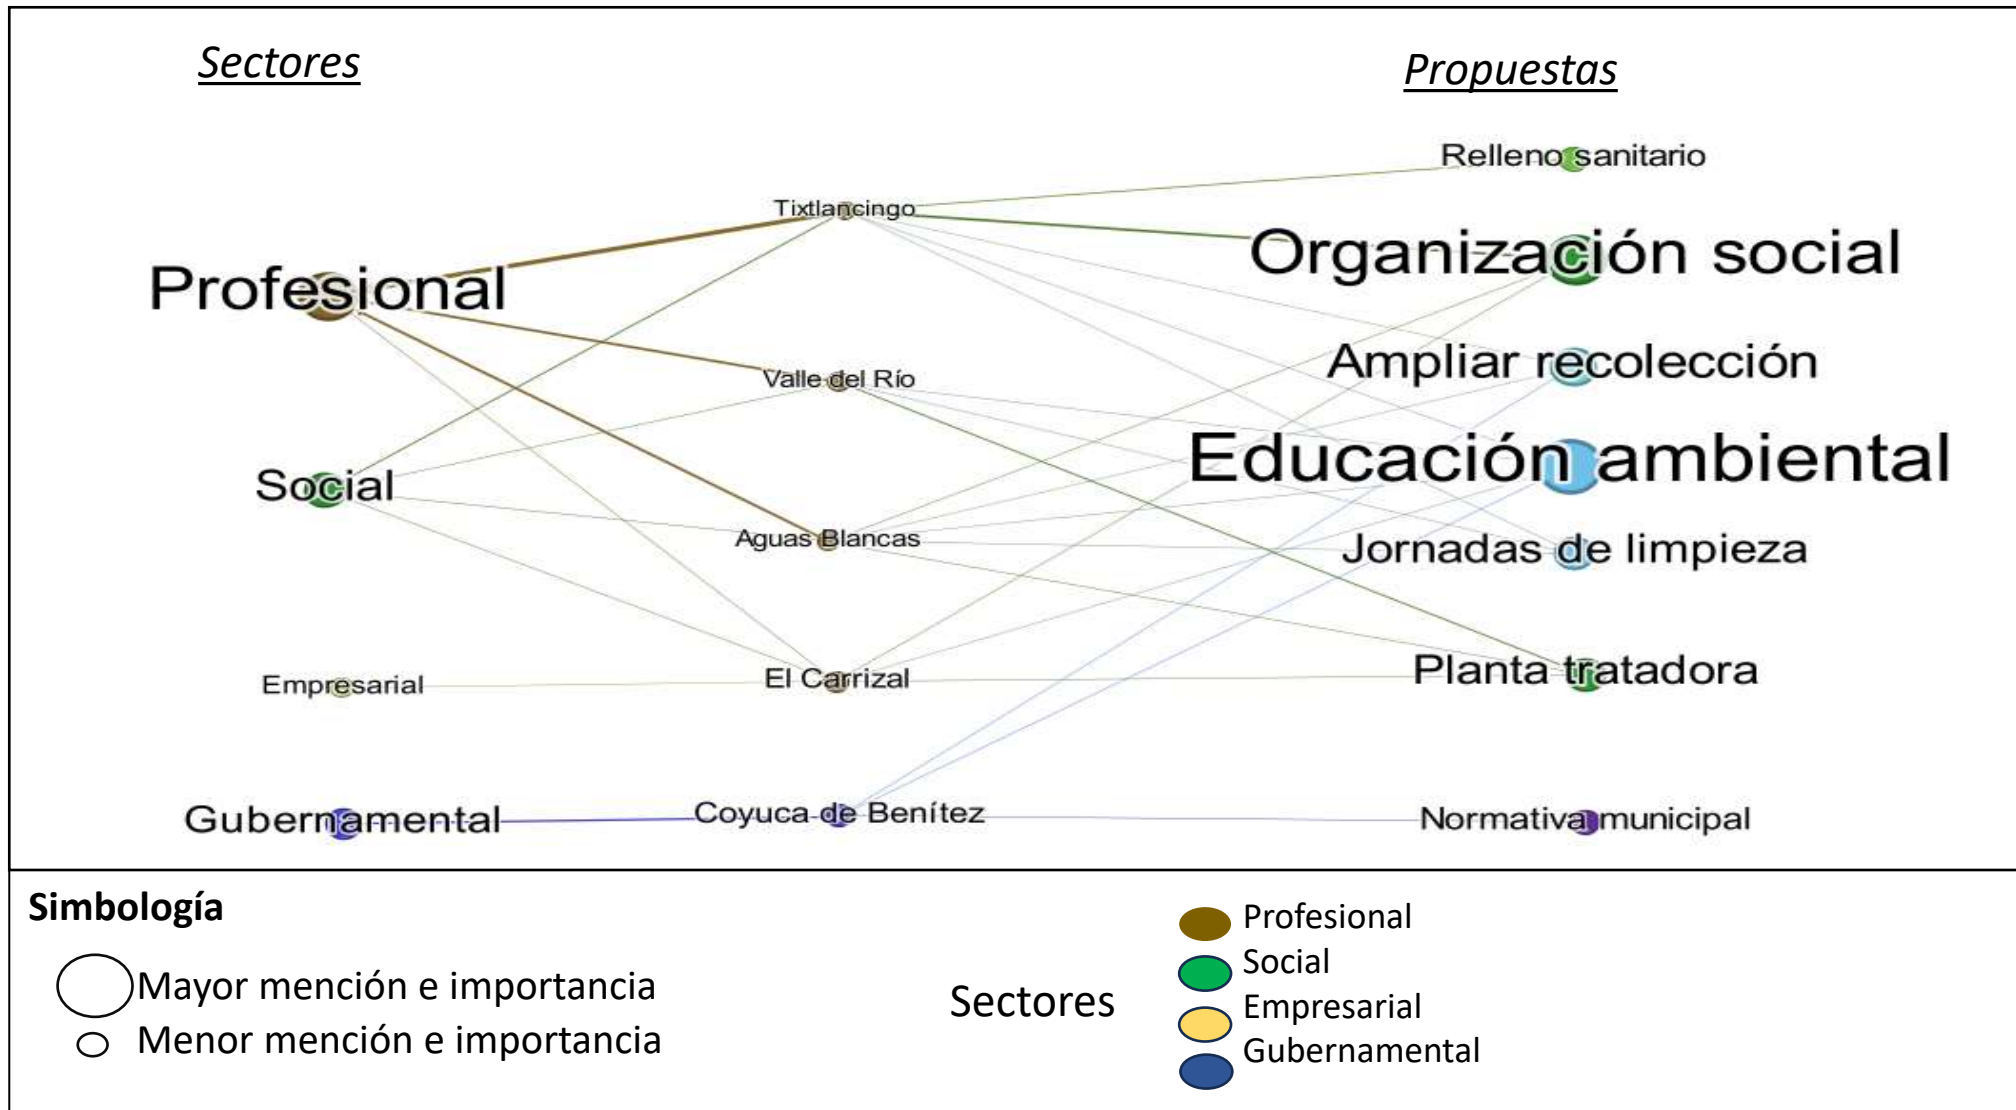 Sectores
Propuestas
Relleno sanitario
Tixtlancingo
Organización social
Profesional
Ampliar recolección
Valle del Río
Educación ambiental
Social
Aguas Blancas
Jornadas de limpieza
Empresarial
El Carrizal
Planta tratadora
Gubernamental
Coyuca de Benítez
Normativa municipal
Simbología
Mayor mención e importancia
Menor mención e importancia
Sectores
Profesional
Social
Empresarial
Gubernamental